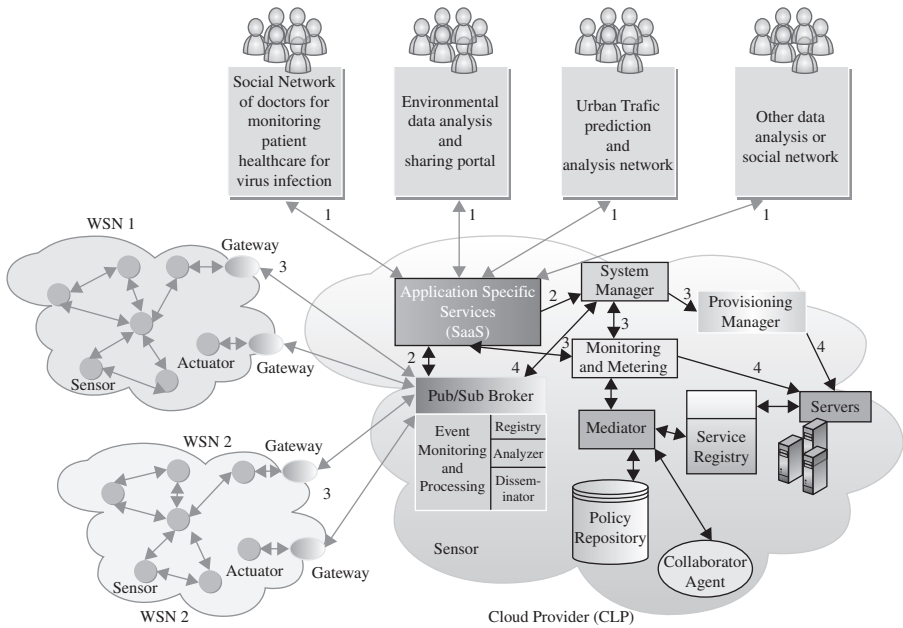 Social Network
of doctors for
monitoring
patient
healthcare for
virus infection
Environmental
data analysis
and
sharing portal
Urban Trafic
prediction
and
analysis network
Other data
analysis or
social network
1
1
1
1
WSN 1
Gateway
3
Actuator
Gateway
Sensor
WSN 2
Gateway
3
Actuator
Gateway
Sensor
WSN 2
Application Specific
Services
(SaaS)
2
System
Manager
3
Provisioning
Manager
3
2
3
4
Monitoring
and Metering
4
4
Pub/Sub Broker
Event
Monitoring
and
Processing
Registry
Analyzer
Dissem-
inator
Mediator
Service
Registry
Servers
Policy
Repository
Collaborator
Agent
Sensor
Cloud Provider (CLP)